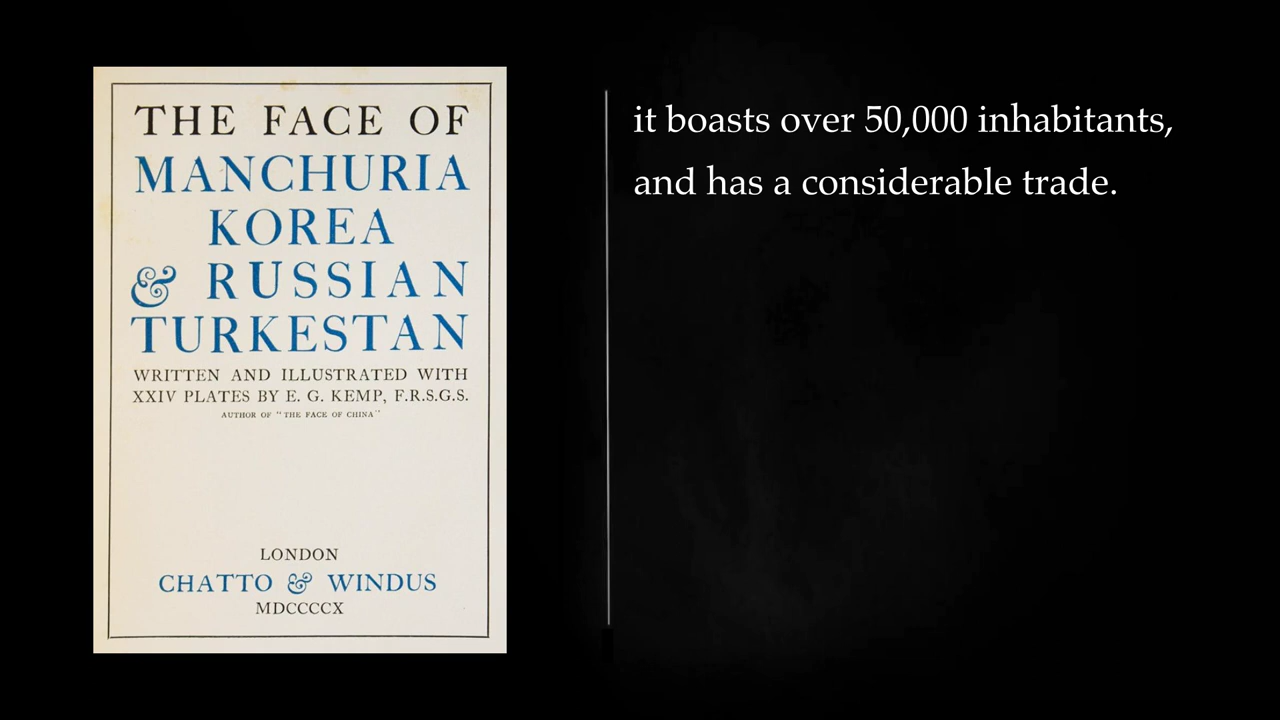 THE FACE OF
MANCHURIA
KOREA
& RUSSIAN
TURKESTAN
WRITTEN AND ILLUSTRATED WITH
XXIV PLATES BY E. G. KEMP, F.R.S.G.S.
AUTHOR OF "THE FACE OF CHINA"
LONDON
CHATTO & WINDUS
MDCCCCX
it boasts over 50,000 inhabitants,
and has a considerable trade.